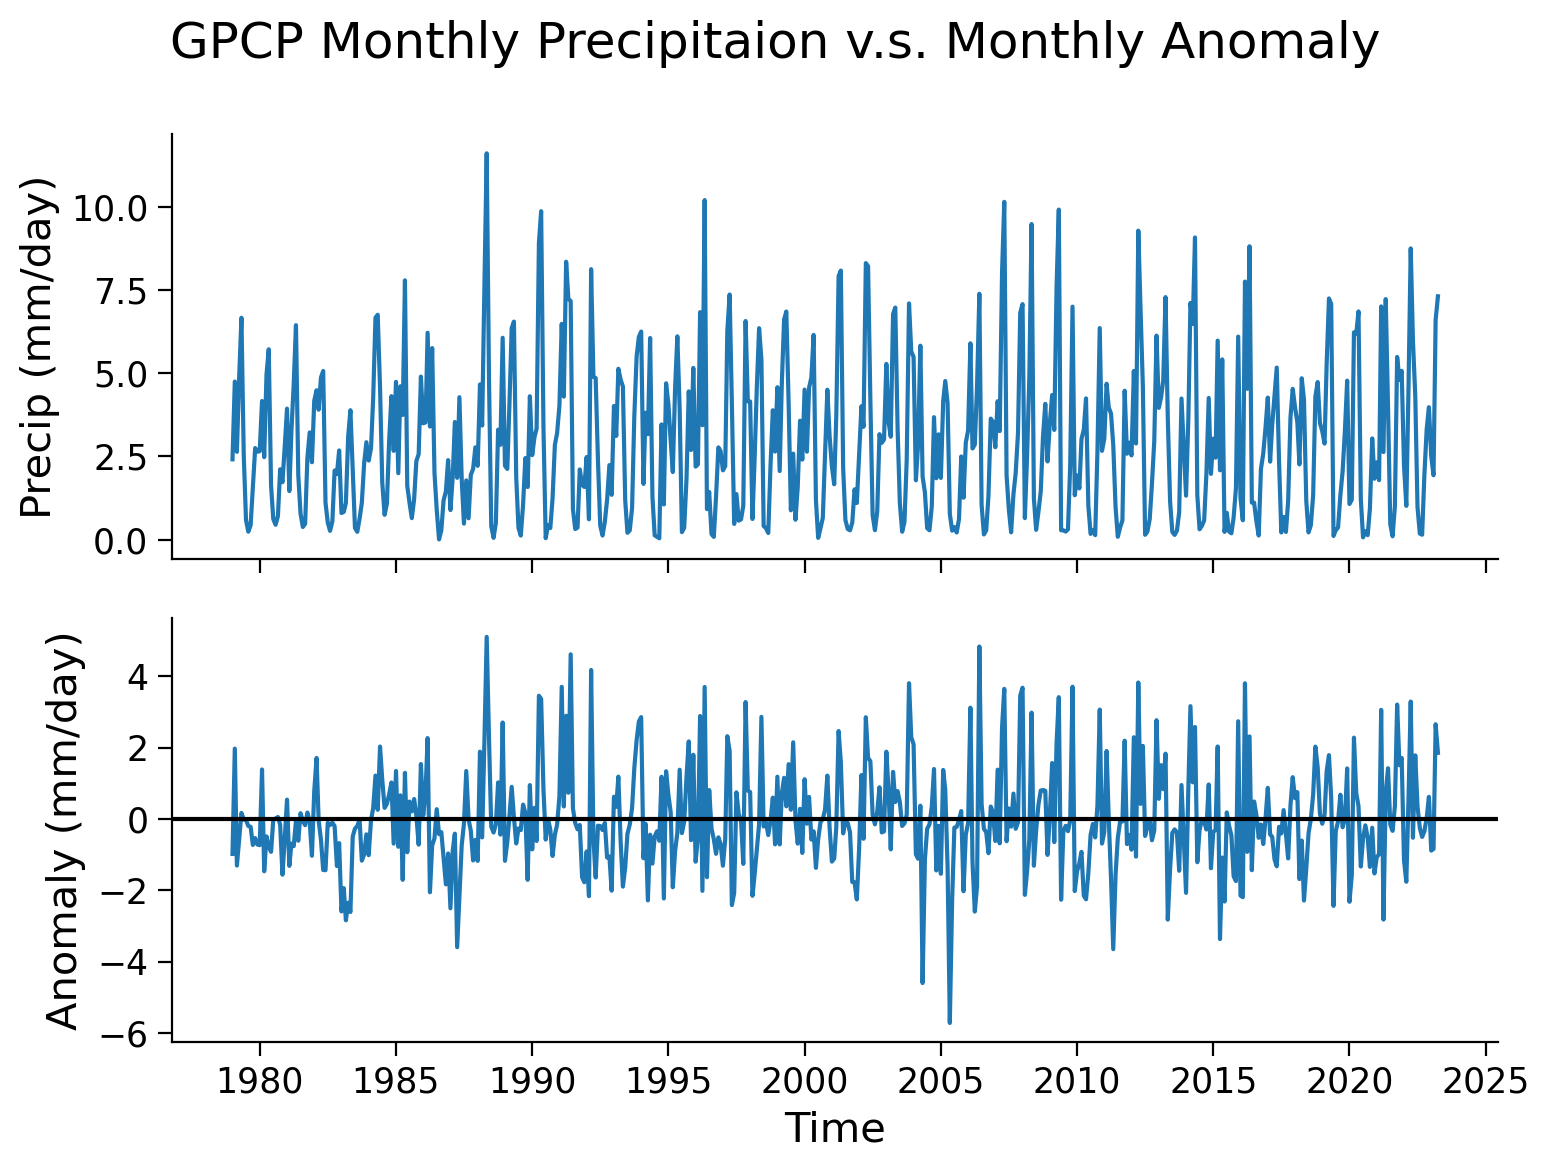 GPCP Monthly Precipitaion v.s. Monthly Anomaly
Precip (mm/day)
10.0
7.5
5.0
2.5
0.0
Anomaly (mm/day)
4
2
0
−2
−4
−6
1980 1985 1990 1995 2000 2005 2010 2015 2020 2025
Time